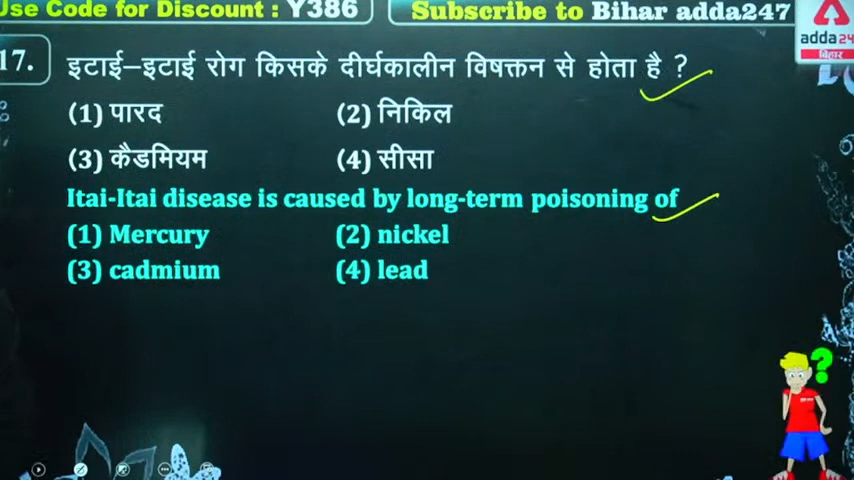 Use Code for Discount : Y386
Subscribe to Bihar adda247
adda24
बिहार
17. इटाई–इटाई रोग किसके दीर्घकालीन विषक्तन से होता है ?
(1) पारद (2) निकिल
(3) कैडमियम (4) सीसा
Itai-Itai disease is caused by long-term poisoning of
(1) Mercury (2) nickel
(3) cadmium (4) lead